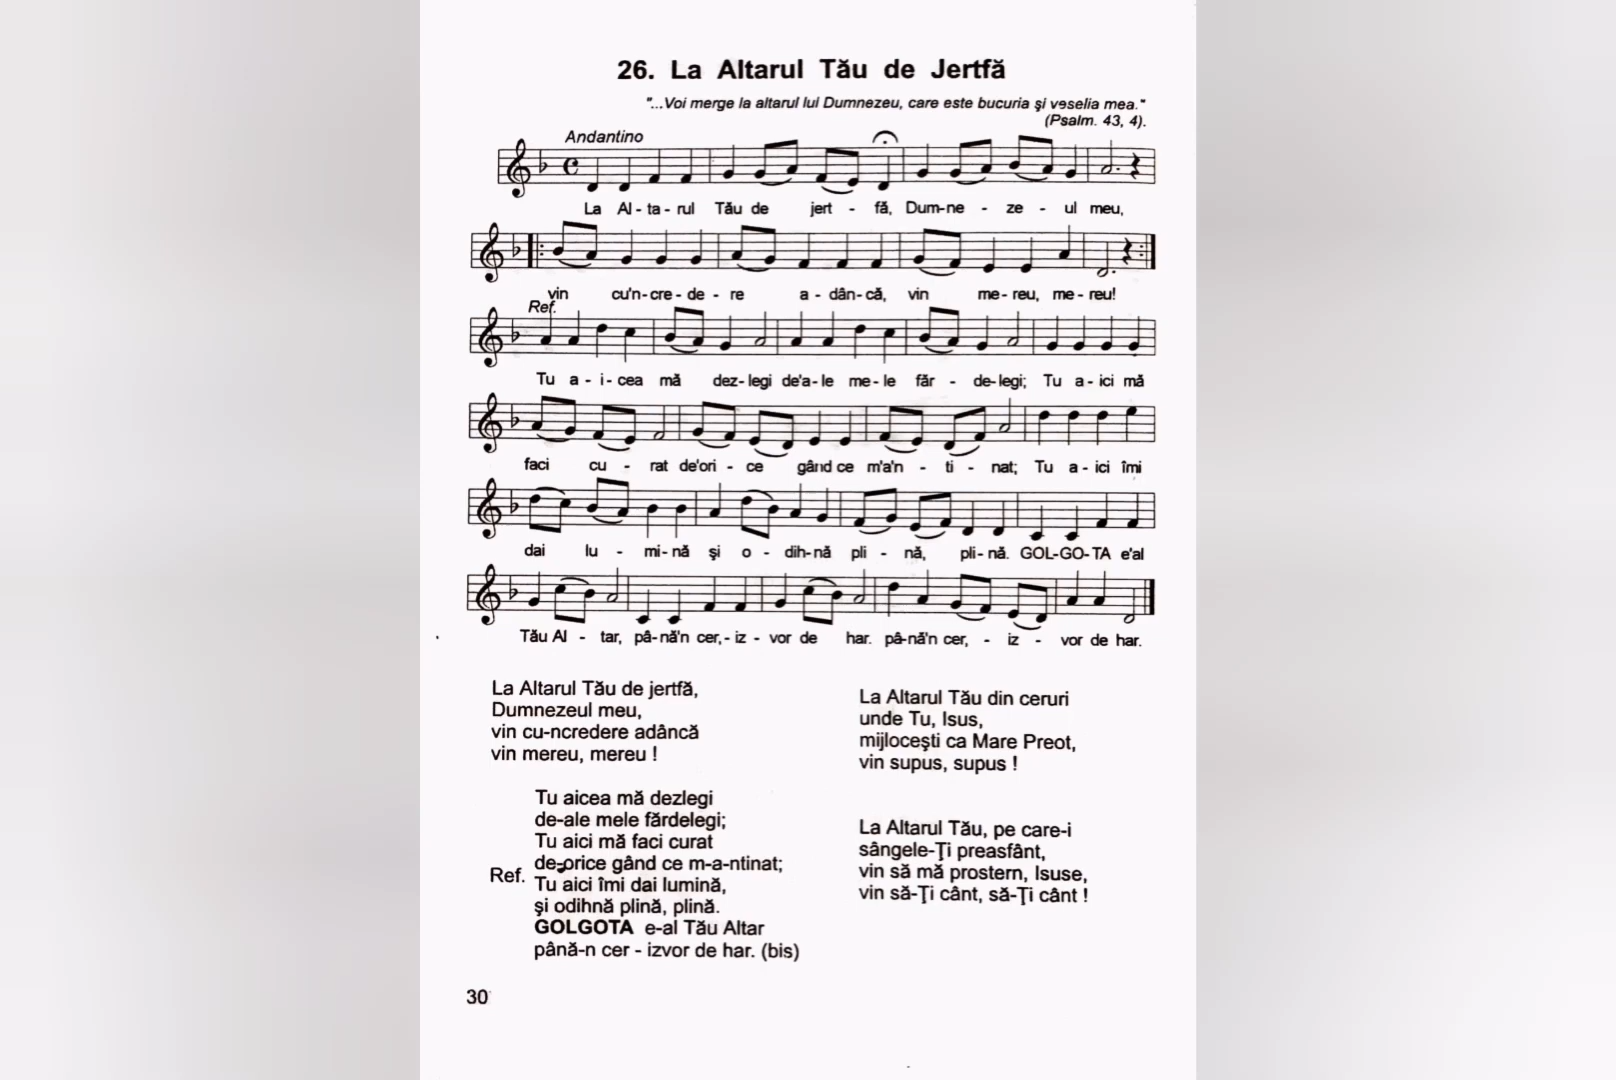 26. La Altarul Tău de Jertfă
"...Voi merge la altarul lui Dumnezeu, care este bucuria şi veselia mea."
(Psalm. 43, 4).
Andantino
La Al-ta-rul Tău de jert - fă, Dum-ne - ze - ul meu,
vin cu'n-cre-de - re a - dân-că, vin me-reu, me-reu!
Ref.
Tu a-i-cea mă dez-legi de'a-le me-le făr - de-legi; Tu a-ici mă
faci cu - rat de'ori - ce gând ce m'a'n - ti - nat; Tu a-ici îmi
dai lu - mi-nă şi o - dih-nă pli - nă, pli-nă. GOL-GO-TA e'al
Tău Al - tar, pâ-nă'n cer,-iz - vor de har. pâ-nă'n cer, - iz - vor de har.
La Altarul Tău de jertfă,
Dumnezeul meu,
vin cu-ncredere adâncă
vin mereu, mereu !
Ref.
Tu aicea mă dezlegi
de-ale mele fărdelegi;
Tu aici mă faci curat
de-orice gând ce m-a-ntinat;
Tu aici îmi dai lumină,
şi odihnă plină, plină.
GOLGOTA e-al Tău Altar
până-n cer - izvor de har. (bis)
La Altarul Tău din ceruri
unde Tu, Isus,
mijloceşti ca Mare Preot,
vin supus, supus !
La Altarul Tău, pe care-i
sângele-Ţi preasfânt,
vin să mă prostern, Isuse,
vin să-Ţi cânt, să-Ţi cânt !
30